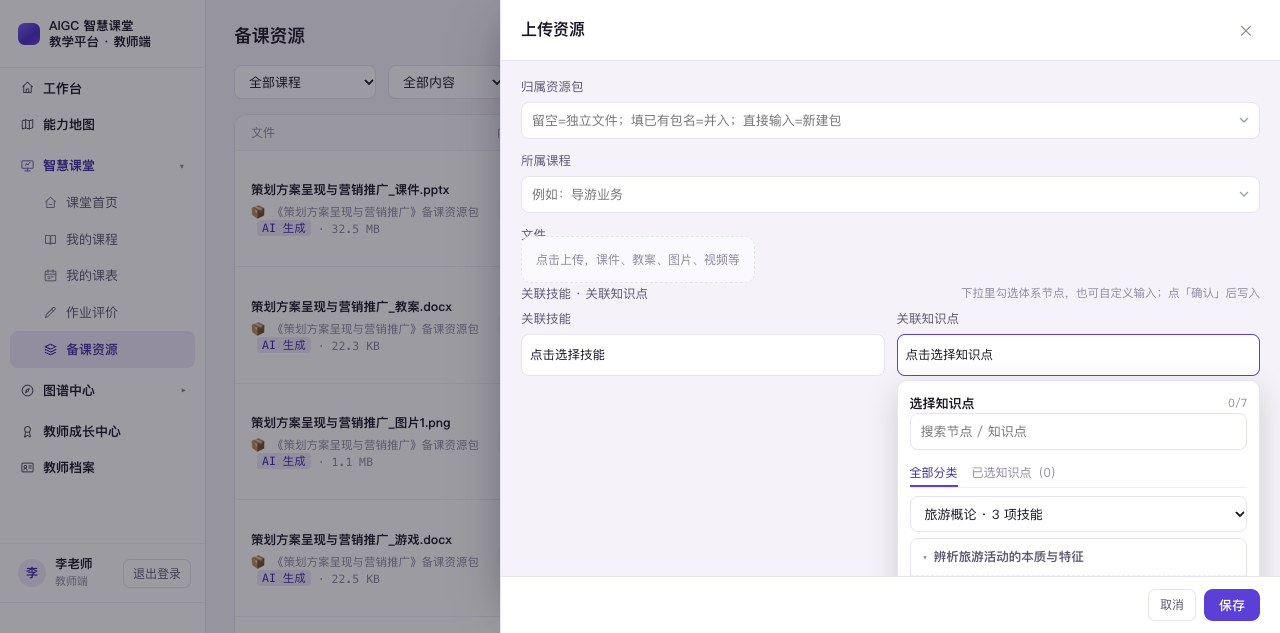 AIGC 智慧课堂
教学平台 · 教师端
工作台
能力地图
智慧课堂
课堂首页
我的课程
我的课表
作业评价
备课资源
图谱中心
教师成长中心
教师档案
李
李老师
教师端
退出登录
备课资源
全部课程
全部内容
文件
策划方案呈现与营销推广_课件.pptx
《策划方案呈现与营销推广》备课资源包
AI 生成 · 32.5 MB
策划方案呈现与营销推广_教案.docx
《策划方案呈现与营销推广》备课资源包
AI 生成 · 22.3 KB
策划方案呈现与营销推广_图片1.png
《策划方案呈现与营销推广》备课资源包
AI 生成 · 1.1 MB
策划方案呈现与营销推广_游戏.docx
《策划方案呈现与营销推广》备课资源包
AI 生成 · 22.5 KB
上传资源
归属资源包
留空=独立文件；填已有包名=并入；直接输入=新建包
所属课程
例如：导游业务
文件
点击上传，课件、教案、图片、视频等
关联技能 · 关联知识点
下拉里勾选体系节点，也可自定义输入；点「确认」后写入
关联技能
点击选择技能
关联知识点
点击选择知识点
选择知识点
0/7
搜索节点 / 知识点
全部分类
已选知识点 (0)
旅游概论 · 3 项技能
辨析旅游活动的本质与特征
取消
保存